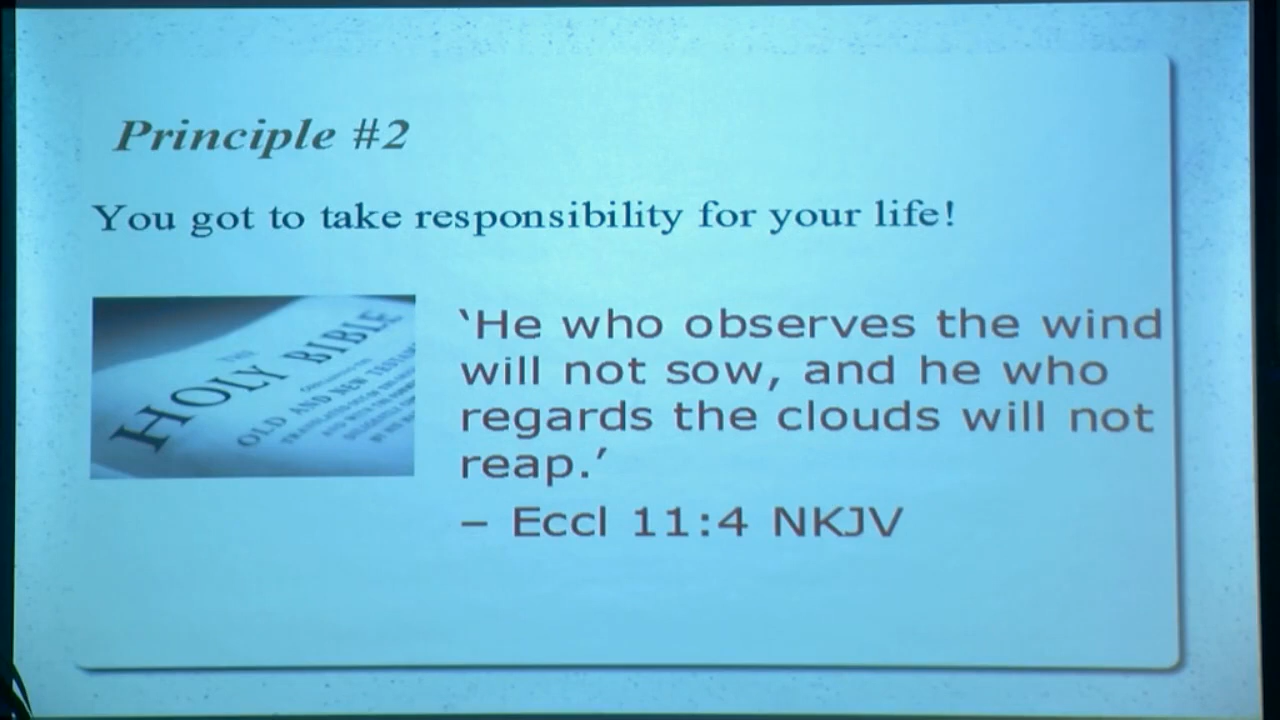 Principle #2
You got to take responsibility for your life!
THE
HOLY BIBLE
OLD AND NEW
‘He who observes the wind
will not sow, and he who
regards the clouds will not
reap.’
– Eccl 11:4 NKJV